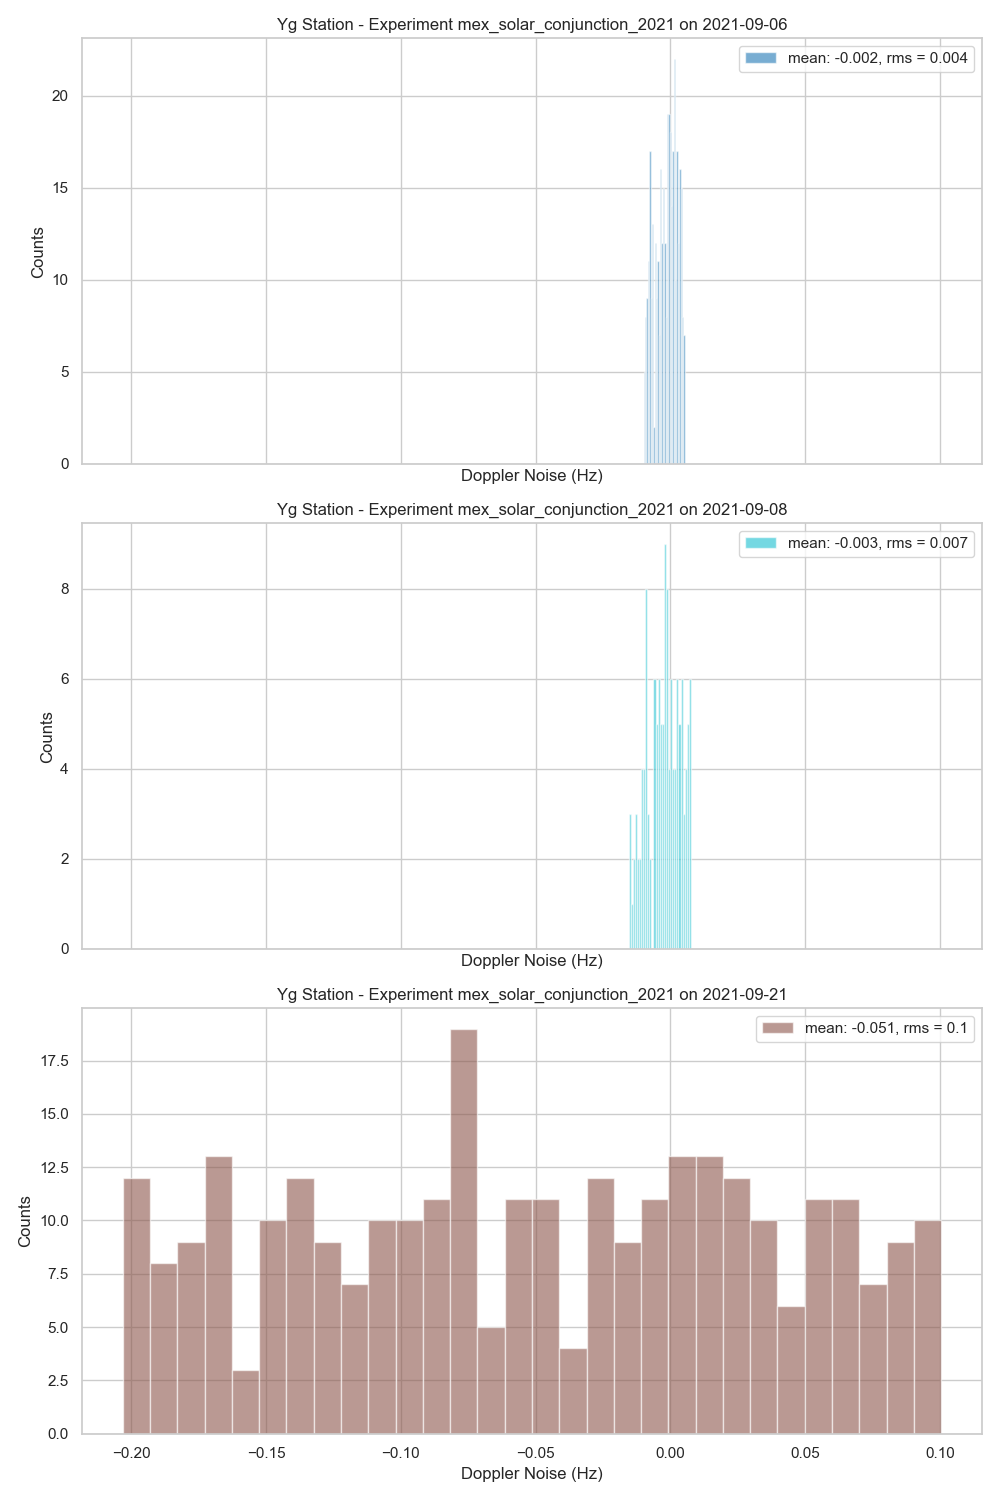 Yg Station - Experiment mex_solar_conjunction_2021 on 2021-09-06
mean: -0.002, rms = 0.004
20
15
10
5
0
Counts
Doppler Noise (Hz)
Yg Station - Experiment mex_solar_conjunction_2021 on 2021-09-08
mean: -0.003, rms = 0.007
8
6
4
2
0
Counts
Doppler Noise (Hz)
Yg Station - Experiment mex_solar_conjunction_2021 on 2021-09-21
mean: -0.051, rms = 0.1
17.5
15.0
12.5
10.0
7.5
5.0
2.5
0.0
Counts
−0.20 −0.15 −0.10 −0.05 0.00 0.05 0.10
Doppler Noise (Hz)